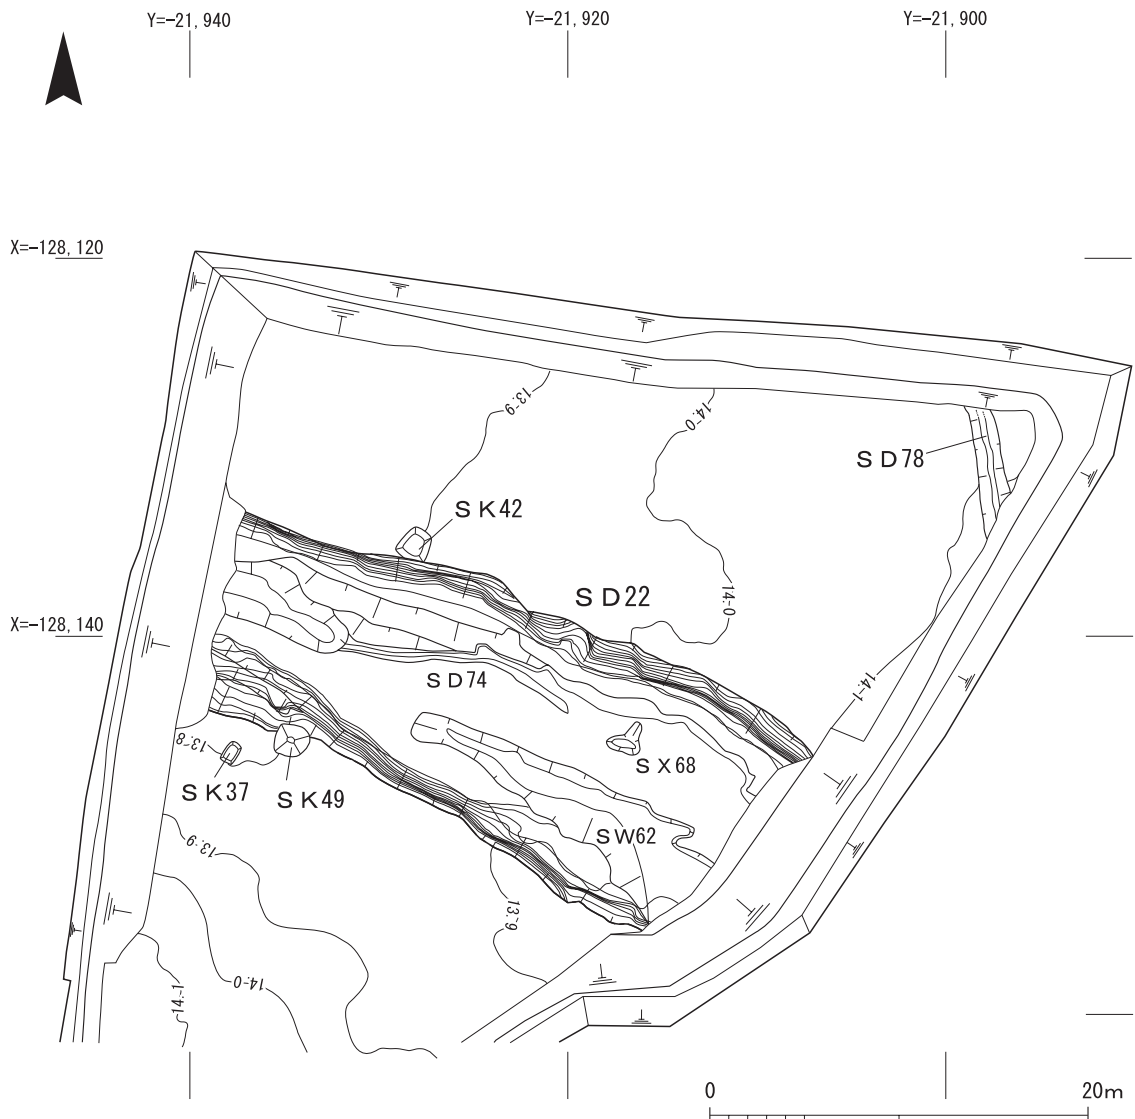 Y=-21,940
Y=-21,920
Y=-21,900
X=-128,120
13.9
14.0
SD78
SK42
SD22
14.0
X=-128,140
SD74
14.1
13.8
SX68
SK37
SK49
SW62
13.9
13.9
14.0
14.1
0
20m